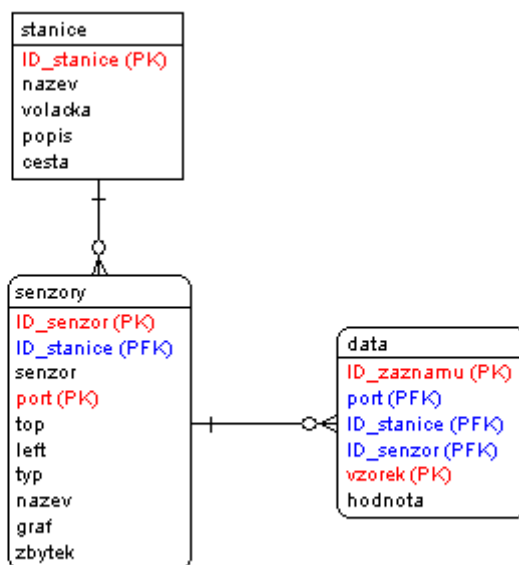 stanice
ID_stanice (PK)
nazev
volacka
popis
cesta
senzory
ID_senzor (PK)
ID_stanice (PFK)
senzor
port (PK)
top
left
typ
nazev
graf
zbytek
data
ID_zaznamu (PK)
port (PFK)
ID_stanice (PFK)
ID_senzor (PFK)
vzorek (PK)
hodnota